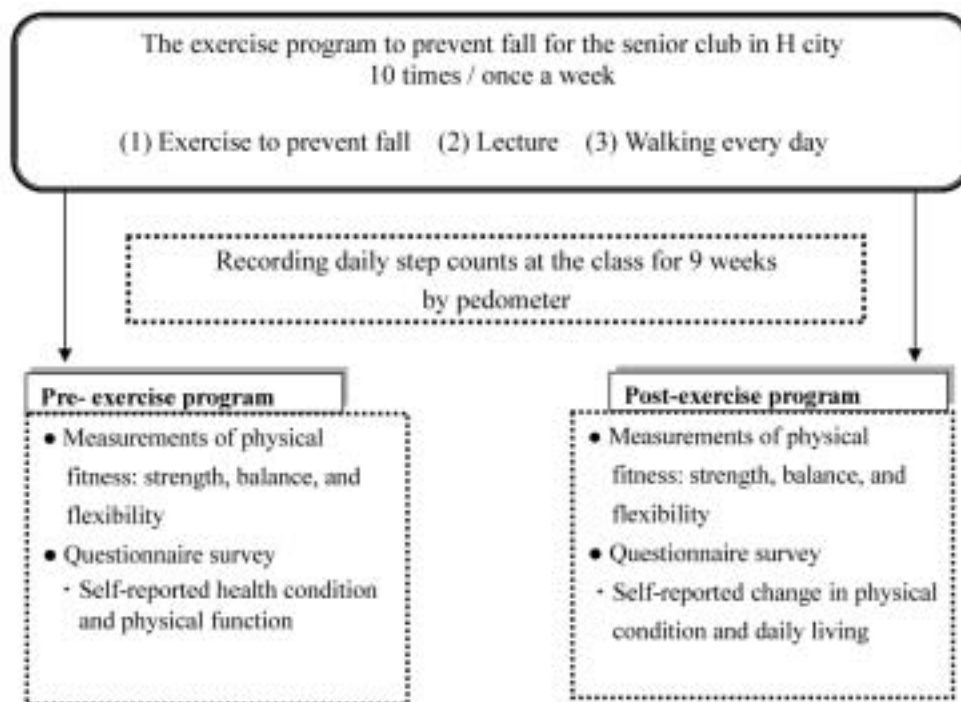 The exercise program to prevent fall for the senior club in H city
10 times / once a week
(1) Exercise to prevent fall (2) Lecture (3) Walking every day
Recording daily step counts at the class for 9 weeks
by pedometer
Pre- exercise program
● Measurements of physical
fitness: strength, balance, and
flexibility
● Questionnaire survey
・Self-reported health condition
and physical function
Post-exercise program
● Measurements of physical
fitness: strength, balance, and
flexibility
● Questionnaire survey
・Self-reported change in physical
condition and daily living